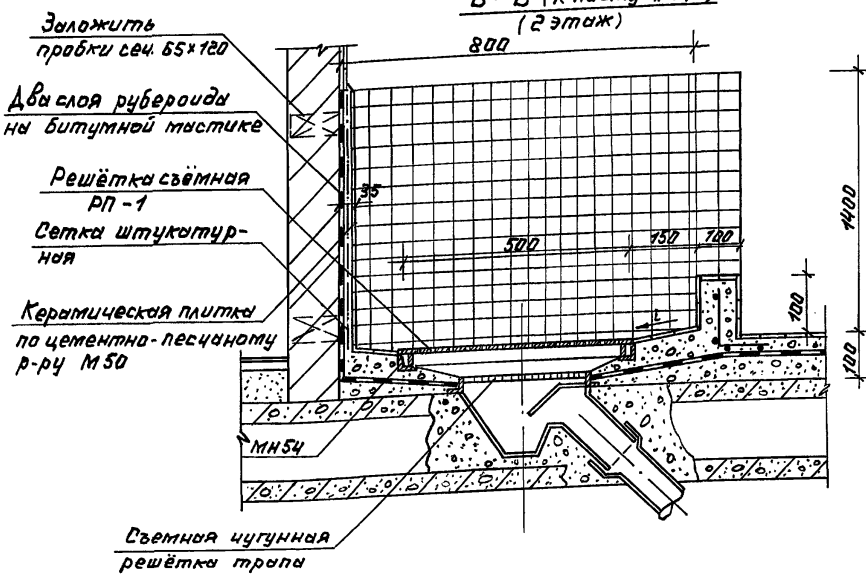 (2 этаж)
Заложить
пробки сеч. 65×120
Два слоя рубероида
на битумной мастике
Решётка съёмная
РП-1
Сетка штукатур-
ная
Керамическая плитка
по цементно-песчаному
р-ру М50
МН54
Съемная чугунная
решётка трапа
800
35
500
150
100
i
1400
100
100